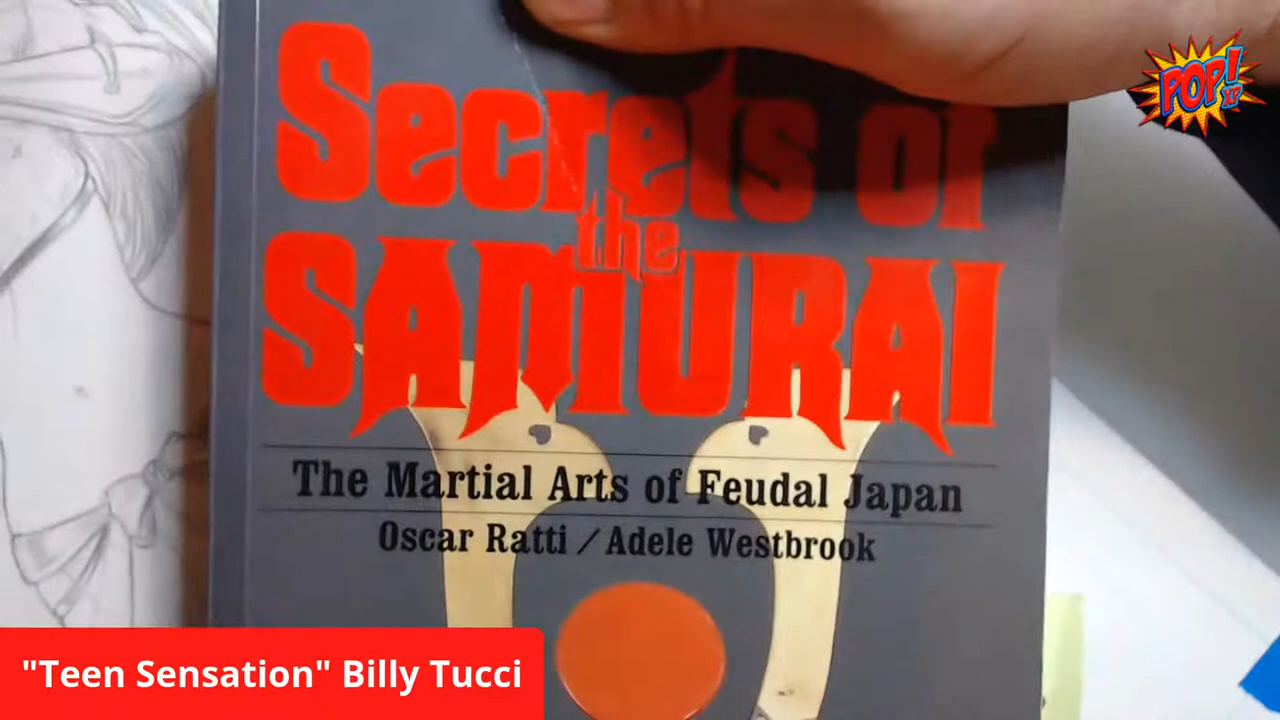 Secrets of
the
SAMURAI
The Martial Arts of Feudal Japan
Oscar Ratti / Adele Westbrook
POP!
XP
"Teen Sensation" Billy Tucci